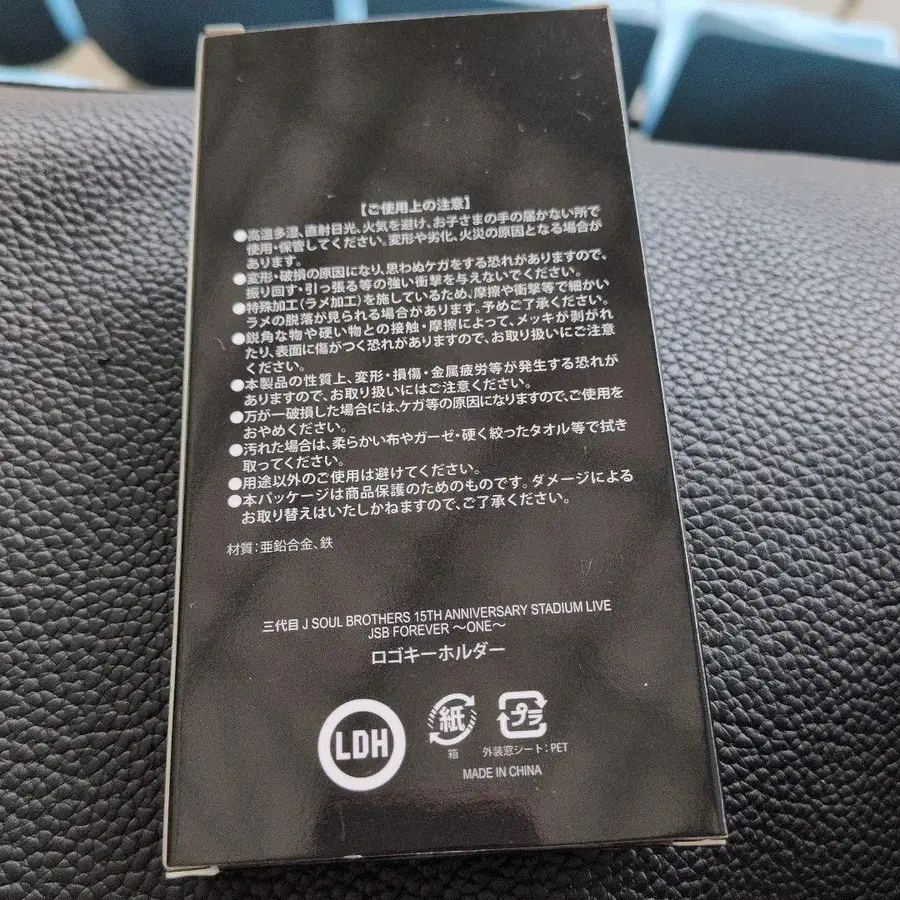 【ご使用上の注意】
●高温多湿、直射日光、火気を避け、お子さまの手の届かない所で
使用・保管してください。変形や劣化、火災の原因となる場合が
あります。
●変形・破損の原因になり、思わぬケガをする恐れがありますので、
振り回す・引っ張る等の強い衝撃を与えないでください。
●特殊加工(ラメ加工)を施しているため、摩擦や衝撃等で細かい
ラメの脱落が見られる場合があります。予めご了承ください。
●鋭角な物や硬い物との接触・摩擦によって、メッキが剥がれ
たり、表面に傷がつく恐れがありますので、お取り扱いにご注意
ください。
●本製品の性質上、変形・損傷・金属疲労等が発生する恐れが
ありますので、お取り扱いにはご注意ください。
●万が一破損した場合には、ケガ等の原因になりますので、ご使用を
おやめください。
●汚れた場合は、柔らかい布やガーゼ・硬く絞ったタオル等で拭き
取ってください。
●用途以外のご使用は避けてください。
●本パッケージは商品保護のためのものです。ダメージによる
お取り替えはいたしかねますので、ご了承ください。
材質：亜鉛合金、鉄
三代目 J SOUL BROTHERS 15TH ANNIVERSARY STADIUM LIVE
JSB FOREVER ～ONE～
ロゴキーホルダー
LDH
紙
プラ
箱
外装窓シート：PET
MADE IN CHINA